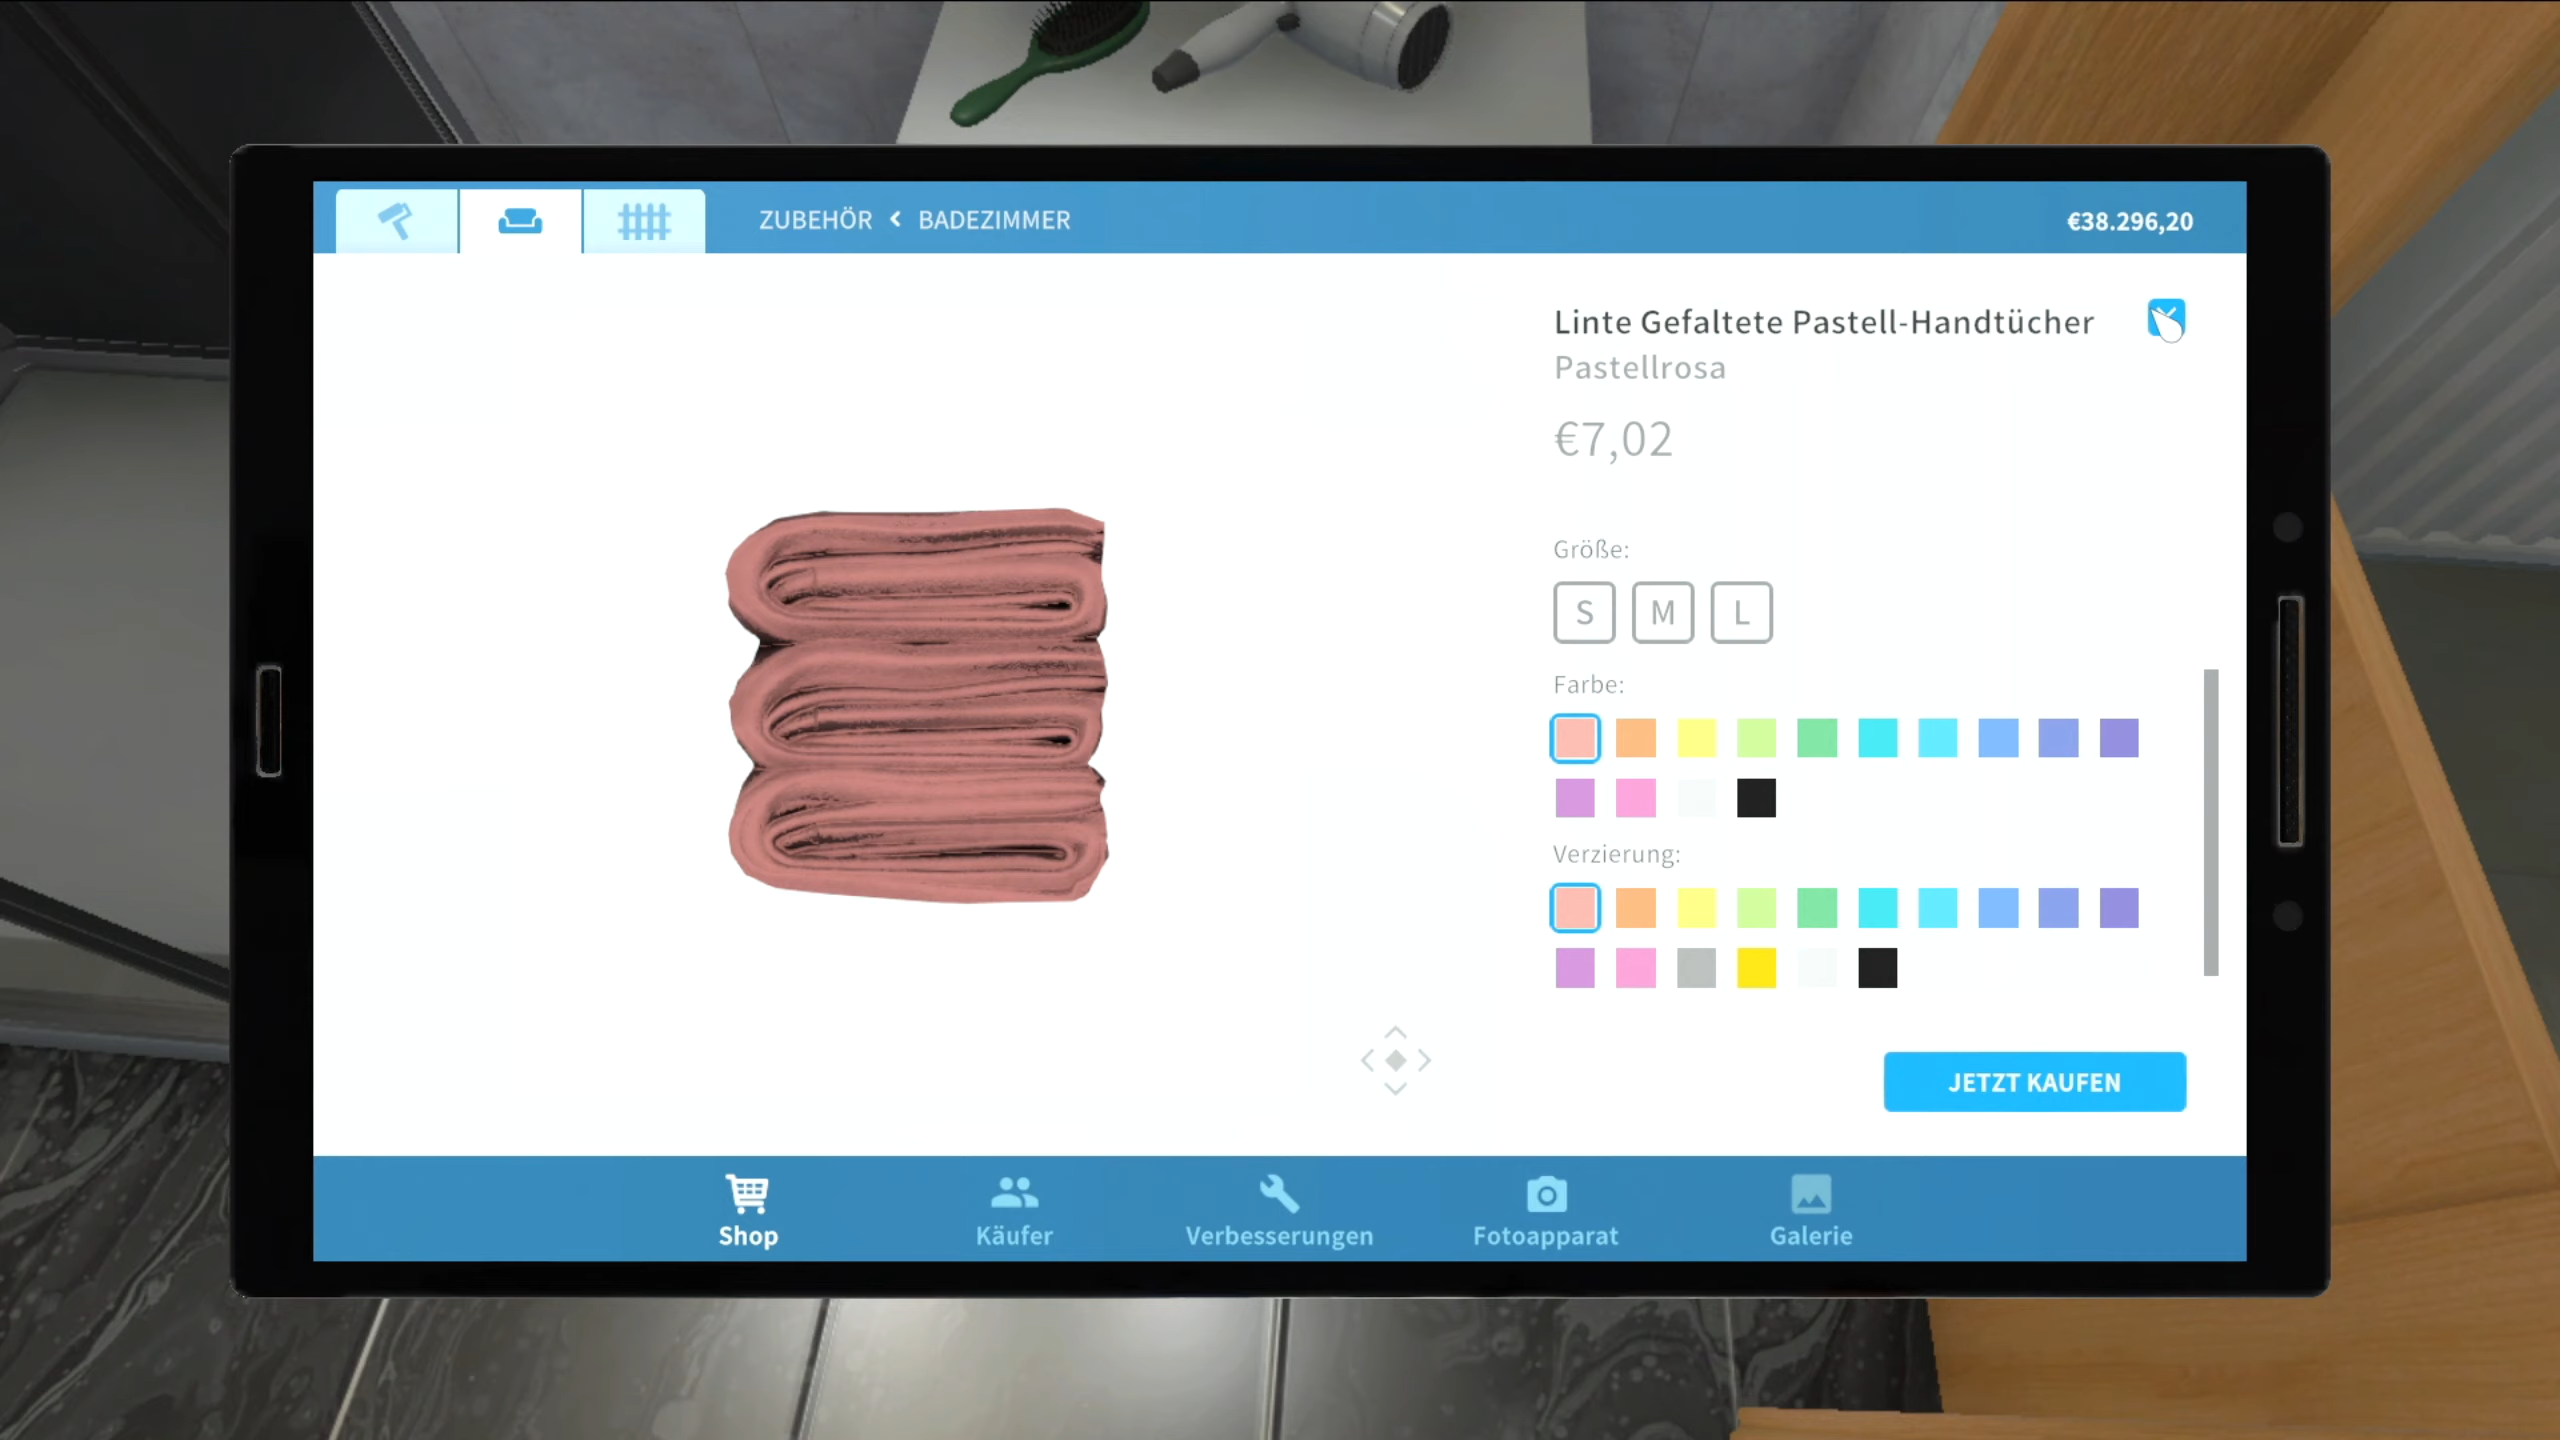 ZUBEHÖR < BADEZIMMER
€38.296,20
Linte Gefaltete Pastell-Handtücher
Pastellrosa
€7,02
Größe:
S M L
Farbe:
Verzierung:
JETZT KAUFEN
Shop Käufer Verbesserungen Fotoapparat Galerie